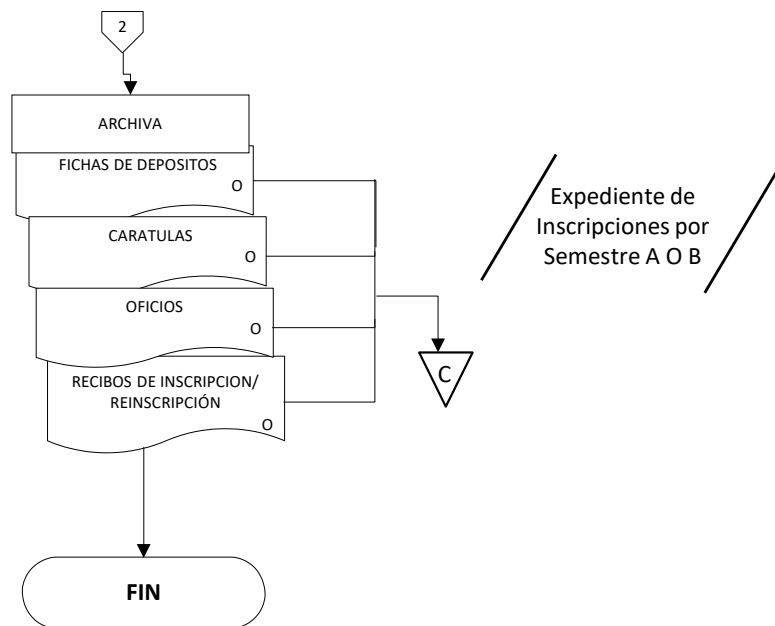 2
ARCHIVA
FICHAS DE DEPOSITOS
O
CARATULAS
O
OFICIOS
O
RECIBOS DE INSCRIPCION/
REINSCRIPCIÓN
O
C
Expediente de
Inscripciones por
Semestre A O B
FIN